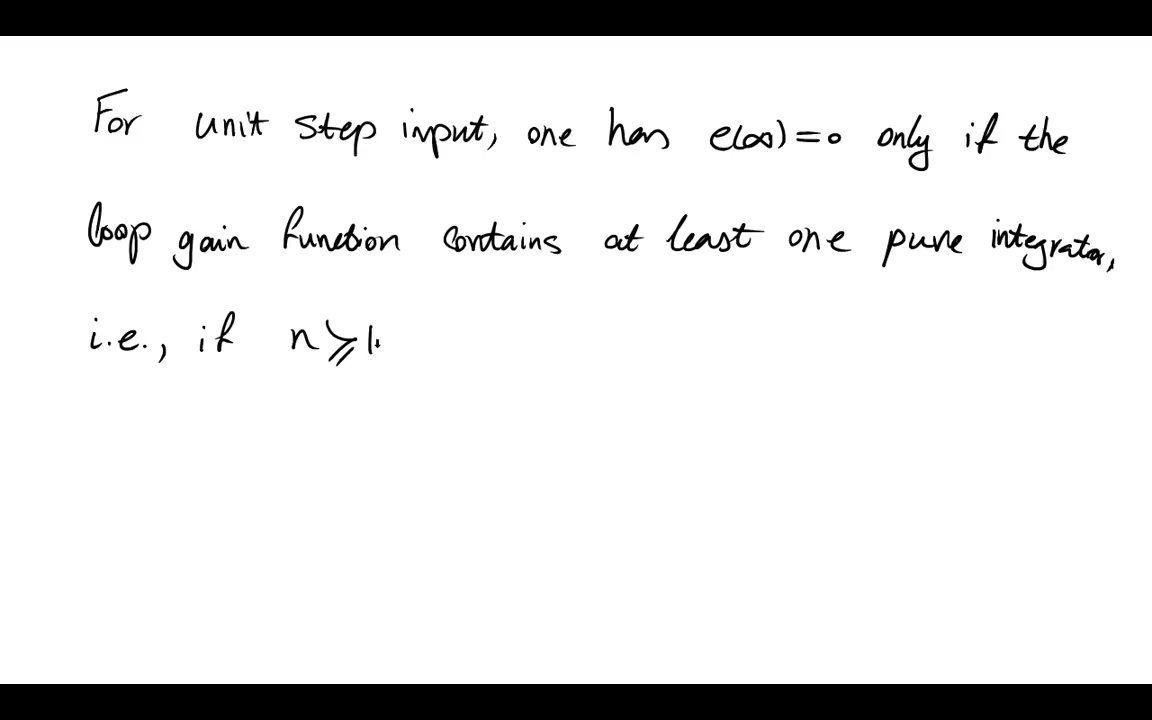 For unit step input, one has e(∞)=0 only if the
loop gain function contains at least one pure integrator,
i.e., if n⩾1.